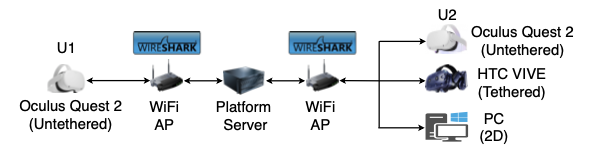 U1
Oculus Quest 2
(Untethered)
WIRESHARK
WiFi
AP
Platform
Server
WIRESHARK
WiFi
AP
U2
Oculus Quest 2
(Untethered)
HTC VIVE
(Tethered)
PC
(2D)